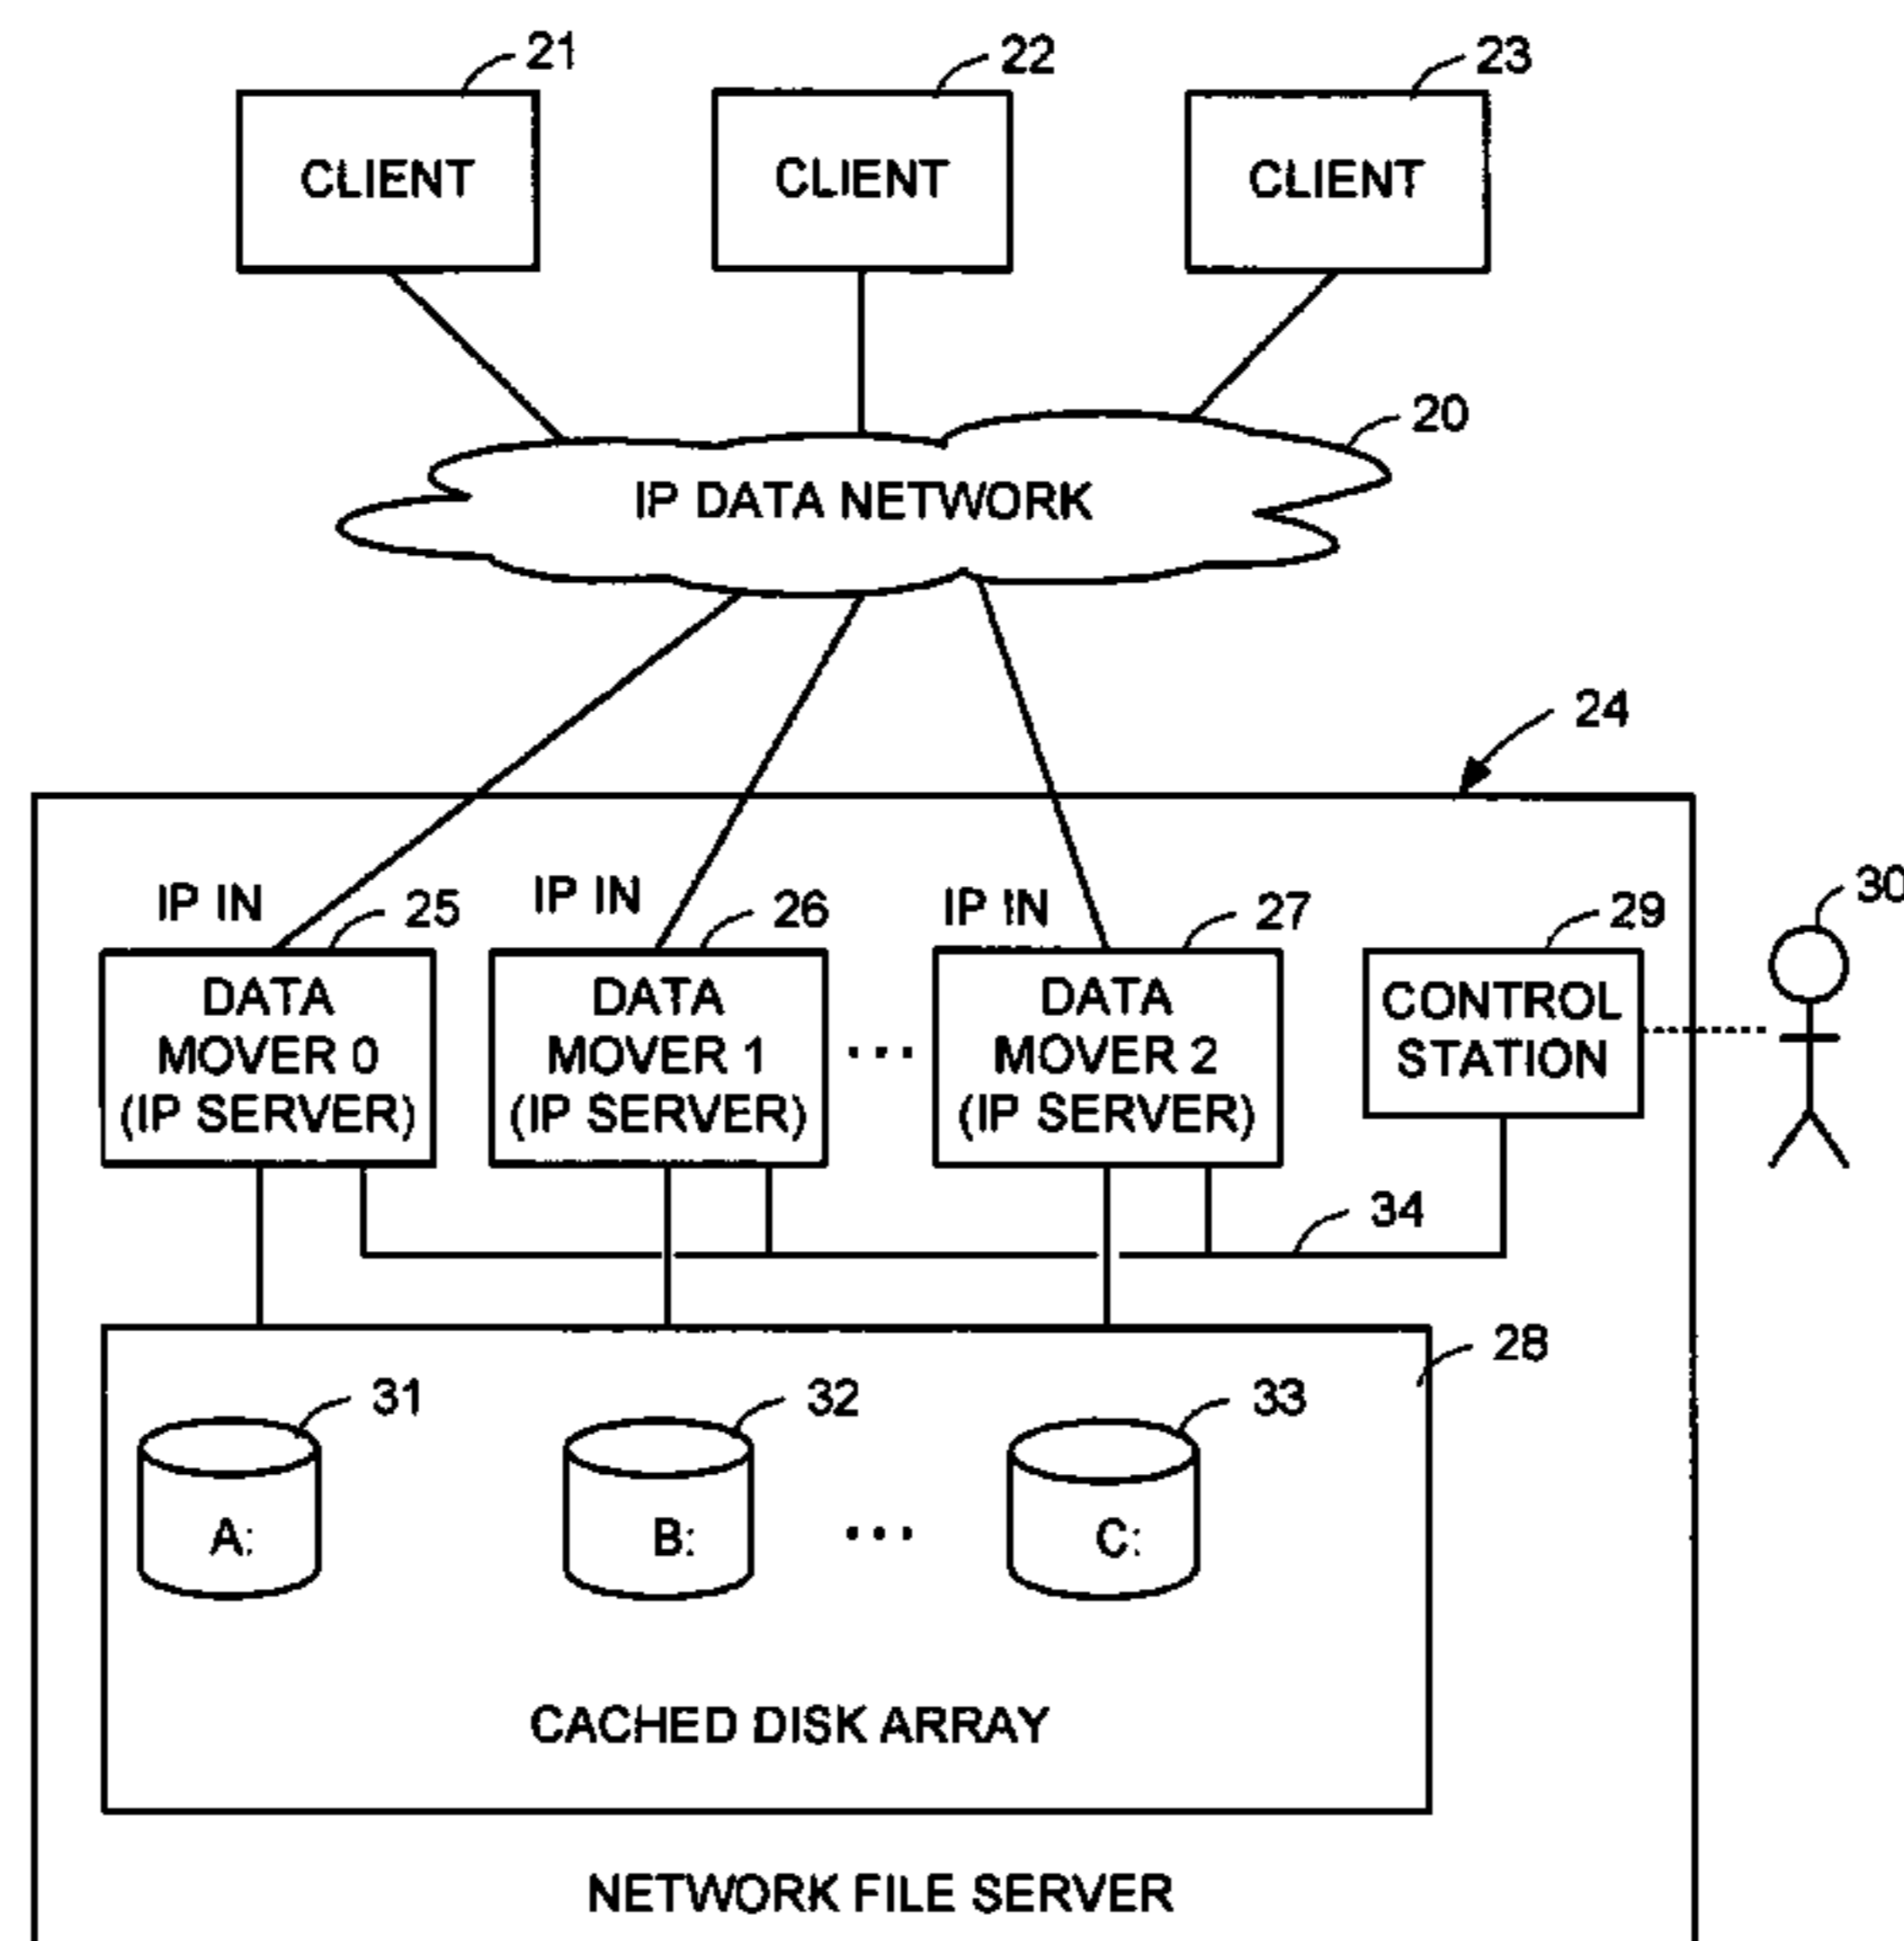 21
22
23
CLIENT
CLIENT
CLIENT
20
IP DATA NETWORK
24
IP IN
IP IN
IP IN
25
26
27
29
30
DATA
MOVER 0
(IP SERVER)
DATA
MOVER 1
(IP SERVER)
...
DATA
MOVER 2
(IP SERVER)
CONTROL
STATION
34
28
31
32
33
A:
B:
...
C:
CACHED DISK ARRAY
NETWORK FILE SERVER